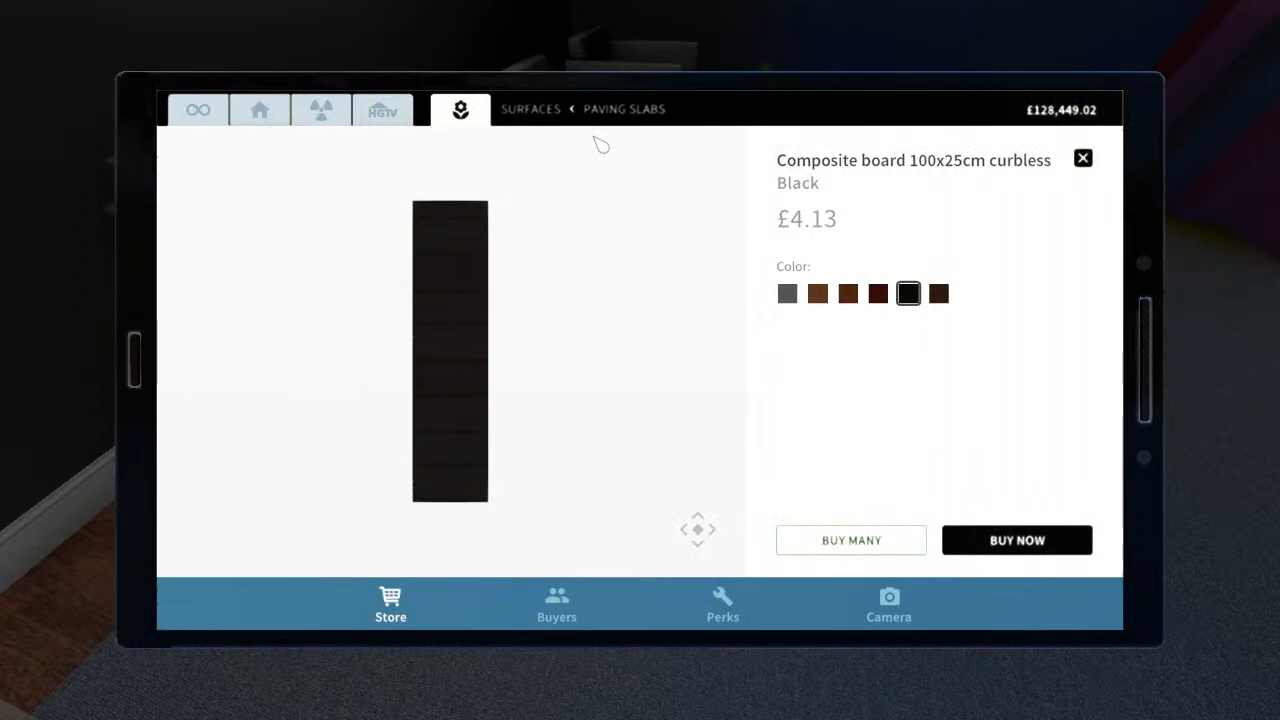 HGTV
SURFACES < PAVING SLABS
£128,449.02
Composite board 100x25cm curbless
Black
£4.13
Color:
BUY MANY
BUY NOW
Store
Buyers
Perks
Camera